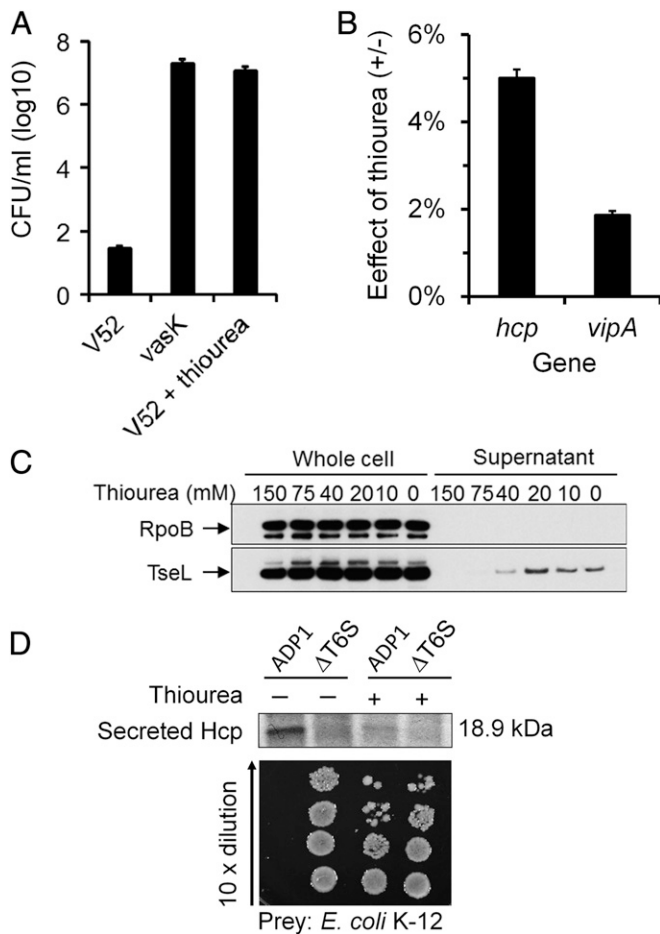 A
CFU/ml (log10)
8
6
4
2
0
V52
vasK
V52 + thiourea
B
Eeffect of thiourea (+/-)
6%
4%
2%
0%
hcp
vipA
Gene
C
Whole cell
Supernatant
Thiourea (mM) 150 75 40 20 10 0 150 75 40 20 10 0
RpoB
TseL
D
ADP1 ΔT6S ADP1 ΔT6S
Thiourea – – + +
Secreted Hcp 18.9 kDa
10 x dilution
Prey: E. coli K-12